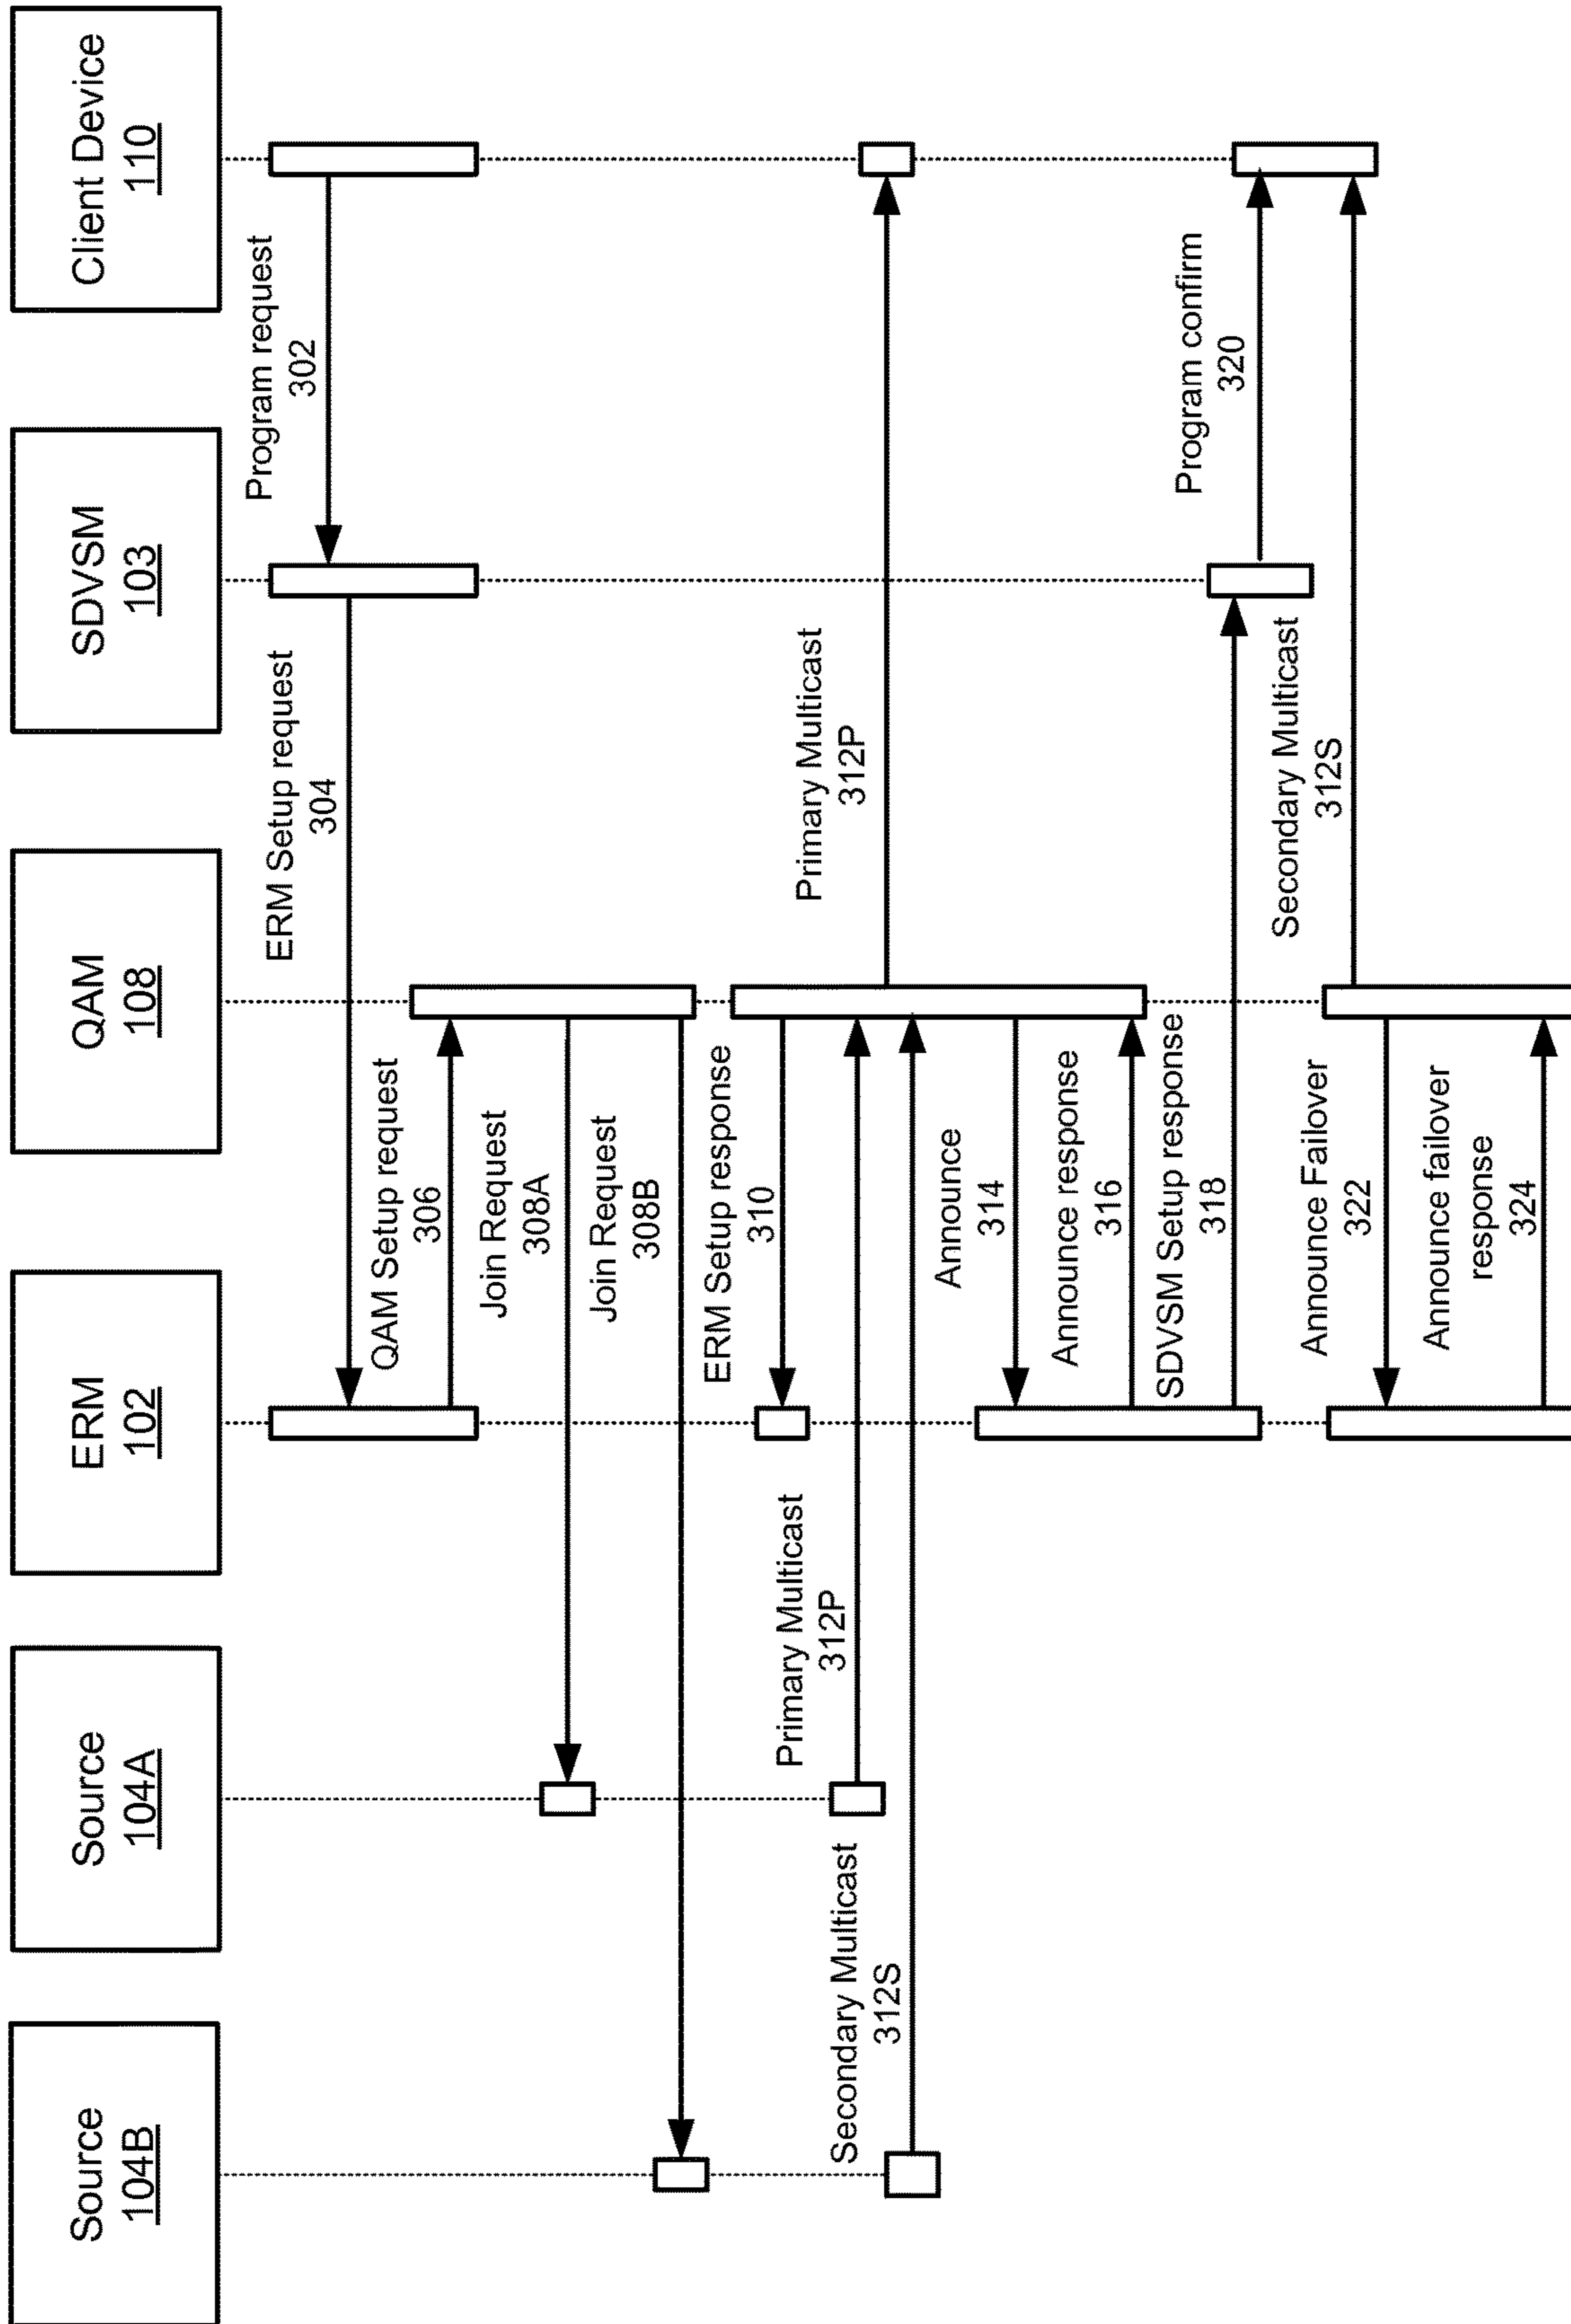 Source
104B
Source
104A
ERM
102
QAM
108
SDVSM
103
Client Device
110
Program request
302
ERM Setup request
304
QAM Setup request
306
Join Request
308A
Join Request
308B
ERM Setup response
310
Primary Multicast
312P
Primary Multicast
312P
Secondary Multicast
312S
Announce
314
Announce response
316
SDVSM Setup response
318
Program confirm
320
Secondary Multicast
312S
Announce Failover
322
Announce failover
response
324